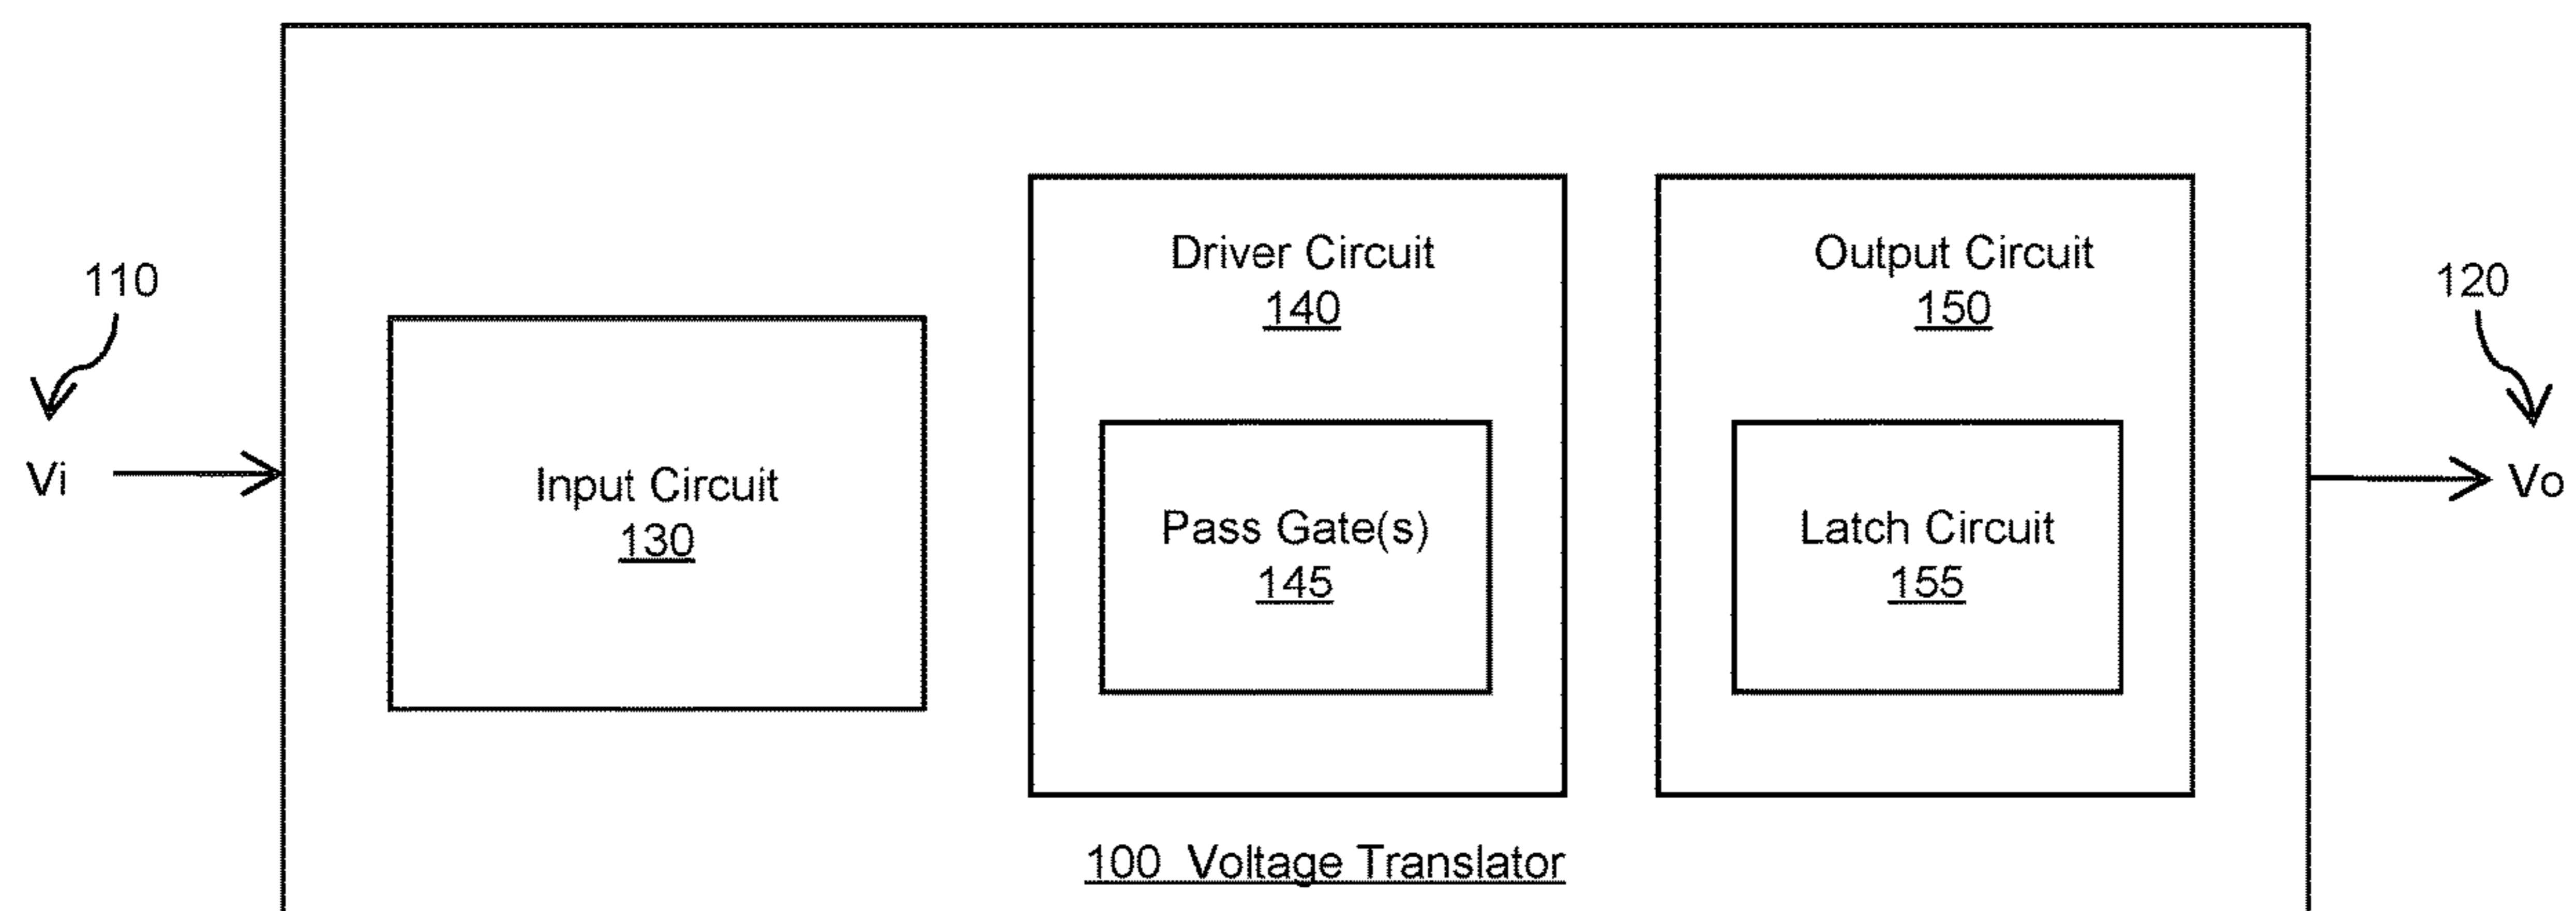 110
Vi
Input Circuit
130
Driver Circuit
140
Pass Gate(s)
145
Output Circuit
150
Latch Circuit
155
120
Vo
100 Voltage Translator